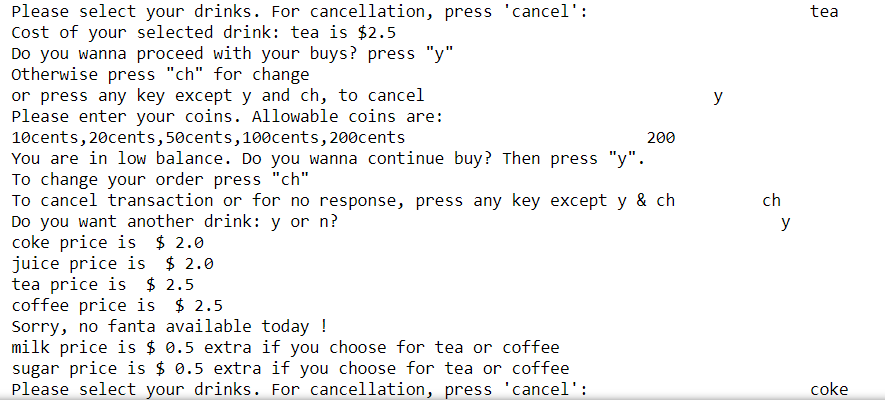 Please select your drinks. For cancellation, press 'cancel': tea
Cost of your selected drink: tea is $2.5
Do you wanna proceed with your buys? press "y"
Otherwise press "ch" for change
or press any key except y and ch, to cancel y
Please enter your coins. Allowable coins are:
10cents,20cents,50cents,100cents,200cents 200
You are in low balance. Do you wanna continue buy? Then press "y".
To change your order press "ch"
To cancel transaction or for no response, press any key except y & ch ch
Do you want another drink: y or n? y
coke price is  $ 2.0
juice price is  $ 2.0
tea price is  $ 2.5
coffee price is  $ 2.5
Sorry, no fanta available today !
milk price is $ 0.5 extra if you choose for tea or coffee
sugar price is $ 0.5 extra if you choose for tea or coffee
Please select your drinks. For cancellation, press 'cancel': coke